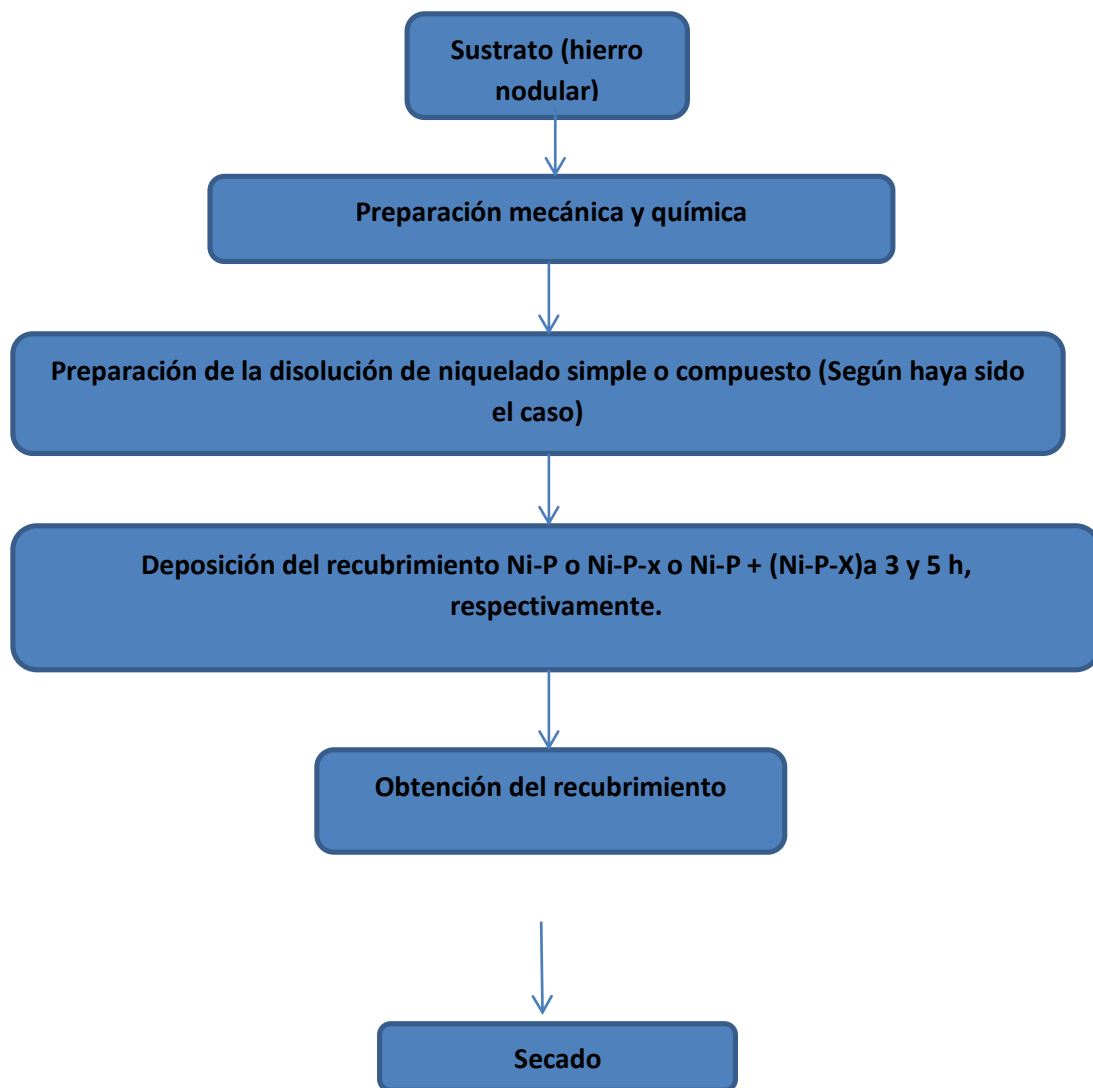 Sustrato (hierro
nodular)
Preparación mecánica y química
Preparación de la disolución de niquelado simple o compuesto (Según haya sido
el caso)
Deposición del recubrimiento Ni-P o Ni-P-x o Ni-P + (Ni-P-X)a 3 y 5 h,
respectivamente.
Obtención del recubrimiento
Secado